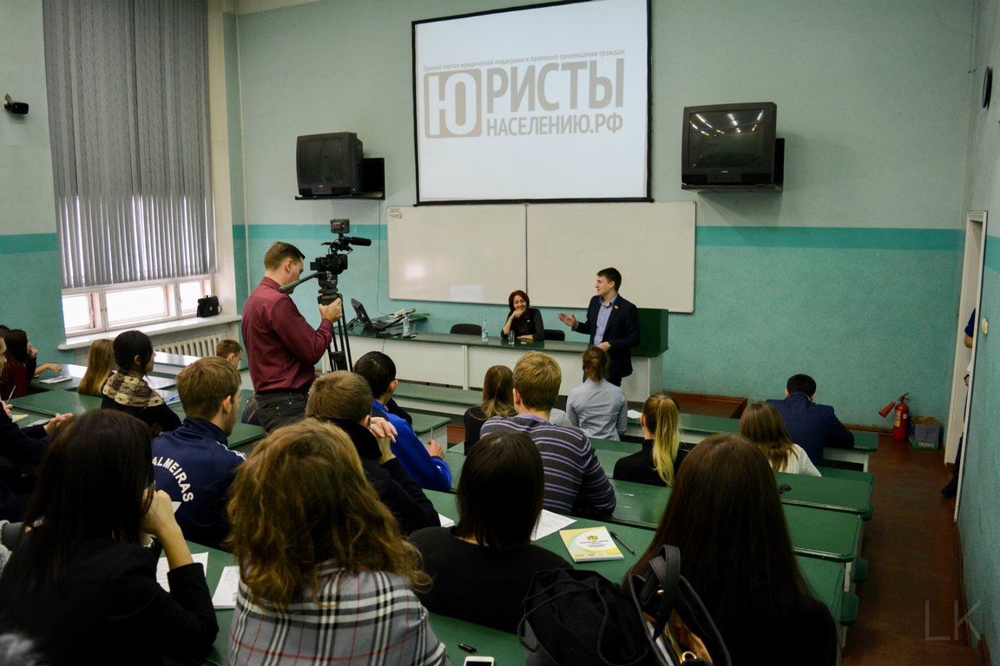 Единый портал юридической поддержки и правового просвещения граждан
ЮРИСТЫ
НАСЕЛЕНИЮ.РФ
ALMEIRAS
LK